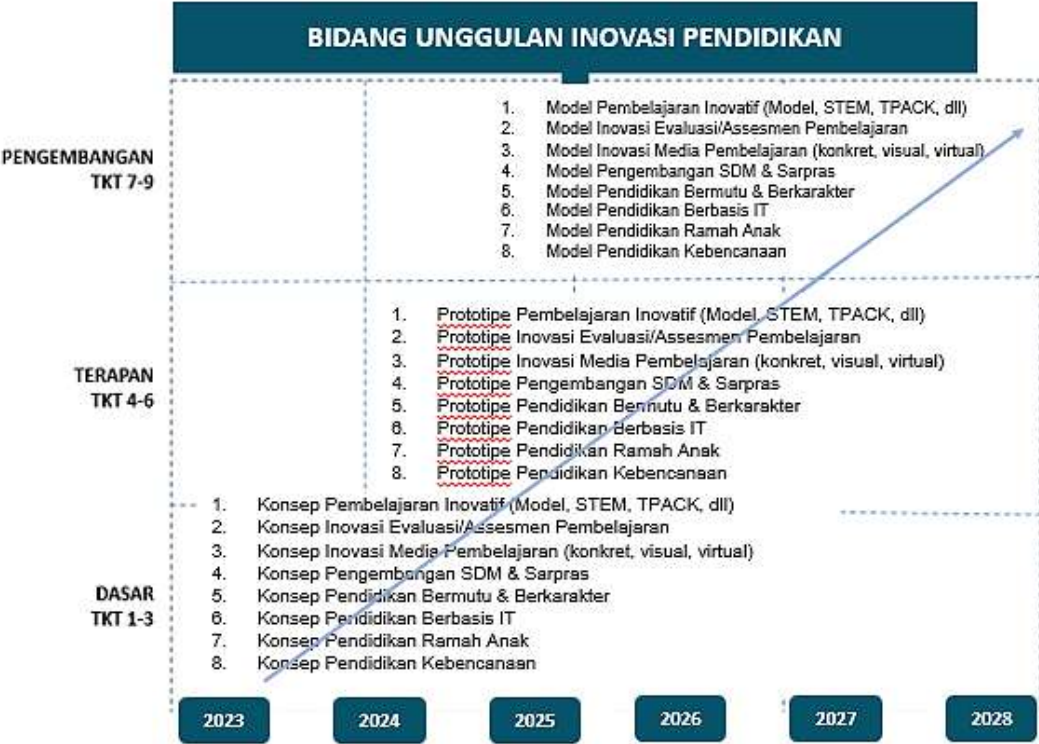 BIDANG UNGGULAN INOVASI PENDIDIKAN
PENGEMBANGAN
TKT 7-9
1. Model Pembelajaran Inovatif (Model, STEM, TPACK, dll)
2. Model Inovasi Evaluasi/Assesmen Pembelajaran
3. Model Inovasi Media Pembelajaran (konkret, visual, virtual)
4. Model Pengembangan SDM & Sarpras
5. Model Pendidikan Bermutu & Berkarakter
6. Model Pendidikan Berbasis IT
7. Model Pendidikan Ramah Anak
8. Model Pendidikan Kebencanaan
TERAPAN
TKT 4-6
1. Prototipe Pembelajaran Inovatif (Model, STEM, TPACK, dll)
2. Prototipe Inovasi Evaluasi/Assesmen Pembelajaran
3. Prototipe Inovasi Media Pembelajaran (konkret, visual, virtual)
4. Prototipe Pengembangan SDM & Sarpras
5. Prototipe Pendidikan Bermutu & Berkarakter
6. Prototipe Pendidikan Berbasis IT
7. Prototipe Pendidikan Ramah Anak
8. Prototipe Pendidikan Kebencanaan
DASAR
TKT 1-3
1. Konsep Pembelajaran Inovatif (Model, STEM, TPACK, dll)
2. Konsep Inovasi Evaluasi/Assesmen Pembelajaran
3. Konsep Inovasi Media Pembelajaran (konkret, visual, virtual)
4. Konsep Pengembangan SDM & Sarpras
5. Konsep Pendidikan Bermutu & Berkarakter
6. Konsep Pendidikan Berbasis IT
7. Konsep Pendidikan Ramah Anak
8. Konsep Pendidikan Kebencanaan
2023 2024 2025 2026 2027 2028